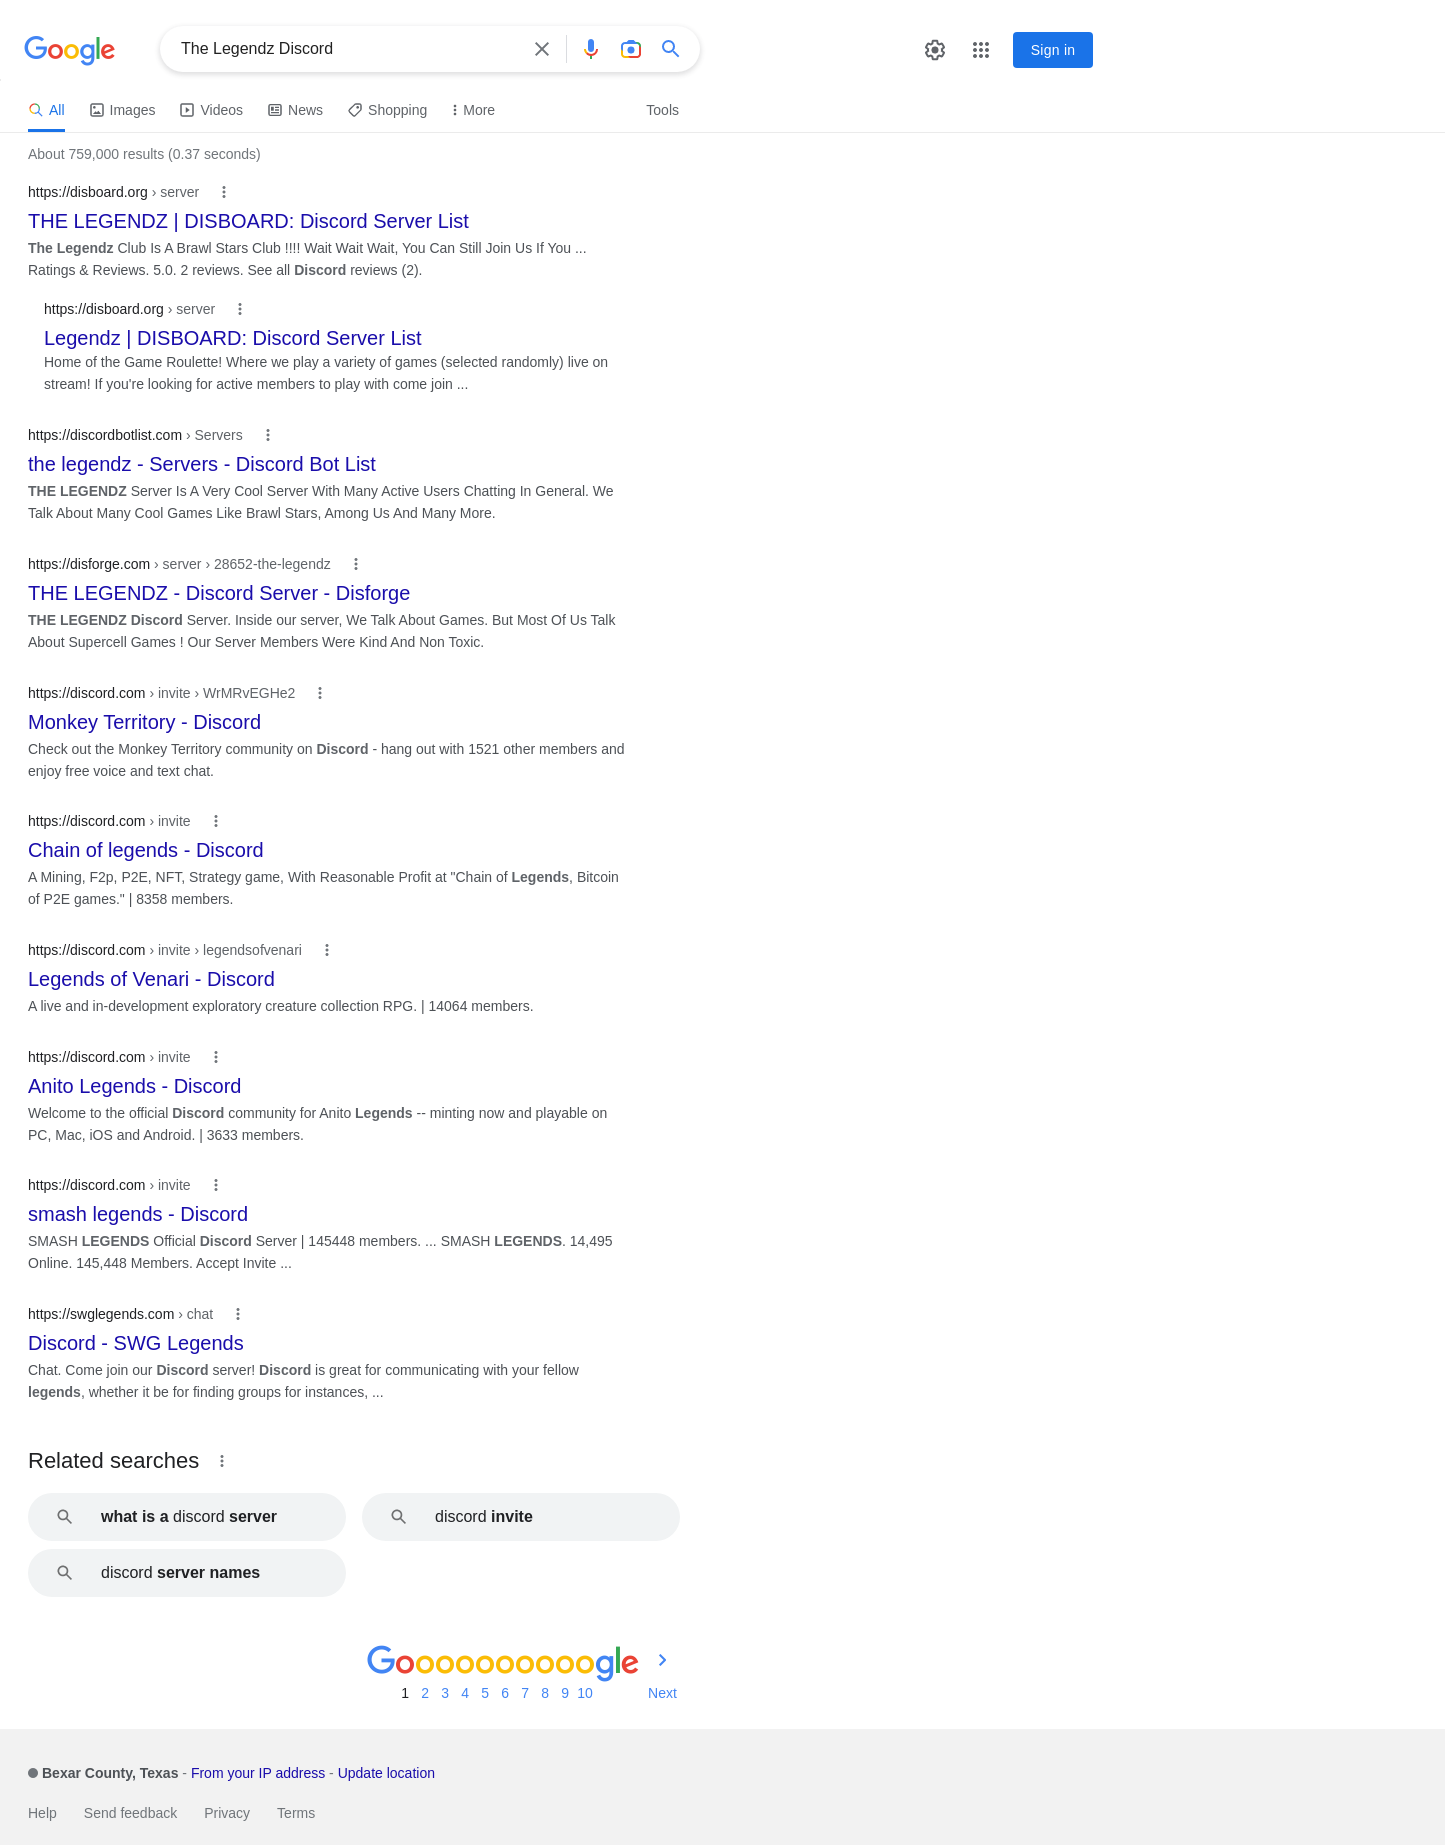 Google
The Legendz Discord
Sign in
All
Images
Videos
News
Shopping
More
Tools
About 759,000 results (0.37 seconds)
https://disboard.org › server
THE LEGENDZ | DISBOARD: Discord Server List
The Legendz Club Is A Brawl Stars Club !!!! Wait Wait Wait, You Can Still Join Us If You ...
Ratings & Reviews. 5.0. 2 reviews. See all Discord reviews (2).
https://disboard.org › server
Legendz | DISBOARD: Discord Server List
Home of the Game Roulette! Where we play a variety of games (selected randomly) live on
stream! If you're looking for active members to play with come join ...
https://discordbotlist.com › Servers
the legendz - Servers - Discord Bot List
THE LEGENDZ Server Is A Very Cool Server With Many Active Users Chatting In General. We
Talk About Many Cool Games Like Brawl Stars, Among Us And Many More.
https://disforge.com › server › 28652-the-legendz
THE LEGENDZ - Discord Server - Disforge
THE LEGENDZ Discord Server. Inside our server, We Talk About Games. But Most Of Us Talk
About Supercell Games ! Our Server Members Were Kind And Non Toxic.
https://discord.com › invite › WrMRvEGHe2
Monkey Territory - Discord
Check out the Monkey Territory community on Discord - hang out with 1521 other members and
enjoy free voice and text chat.
https://discord.com › invite
Chain of legends - Discord
A Mining, F2p, P2E, NFT, Strategy game, With Reasonable Profit at "Chain of Legends, Bitcoin
of P2E games." | 8358 members.
https://discord.com › invite › legendsofvenari
Legends of Venari - Discord
A live and in-development exploratory creature collection RPG. | 14064 members.
https://discord.com › invite
Anito Legends - Discord
Welcome to the official Discord community for Anito Legends -- minting now and playable on
PC, Mac, iOS and Android. | 3633 members.
https://discord.com › invite
smash legends - Discord
SMASH LEGENDS Official Discord Server | 145448 members. ... SMASH LEGENDS. 14,495
Online. 145,448 Members. Accept Invite ...
https://swglegends.com › chat
Discord - SWG Legends
Chat. Come join our Discord server! Discord is great for communicating with your fellow
legends, whether it be for finding groups for instances, ...
Related searches
what is a discord server
discord invite
discord server names
Goooooooooogle
1 2 3 4 5 6 7 8 9 10 Next
Bexar County, Texas - From your IP address - Update location
Help Send feedback Privacy Terms